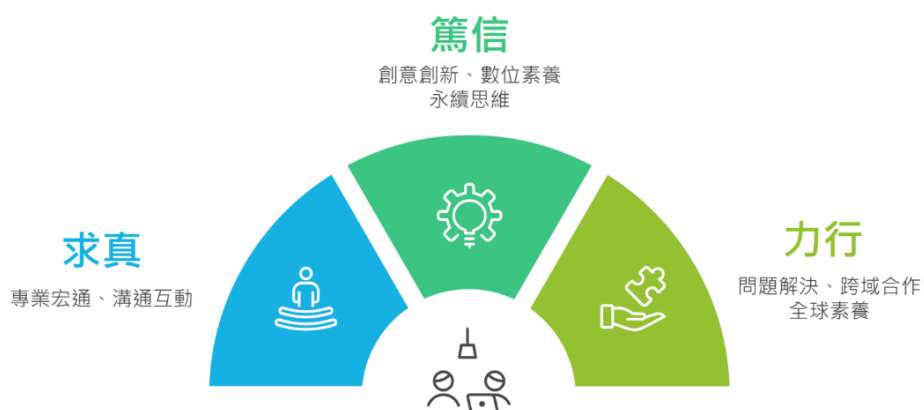 篤信
創意創新、數位素養
永續思維
求真
專業宏通、溝通互動
力行
問題解決、跨域合作
全球素養